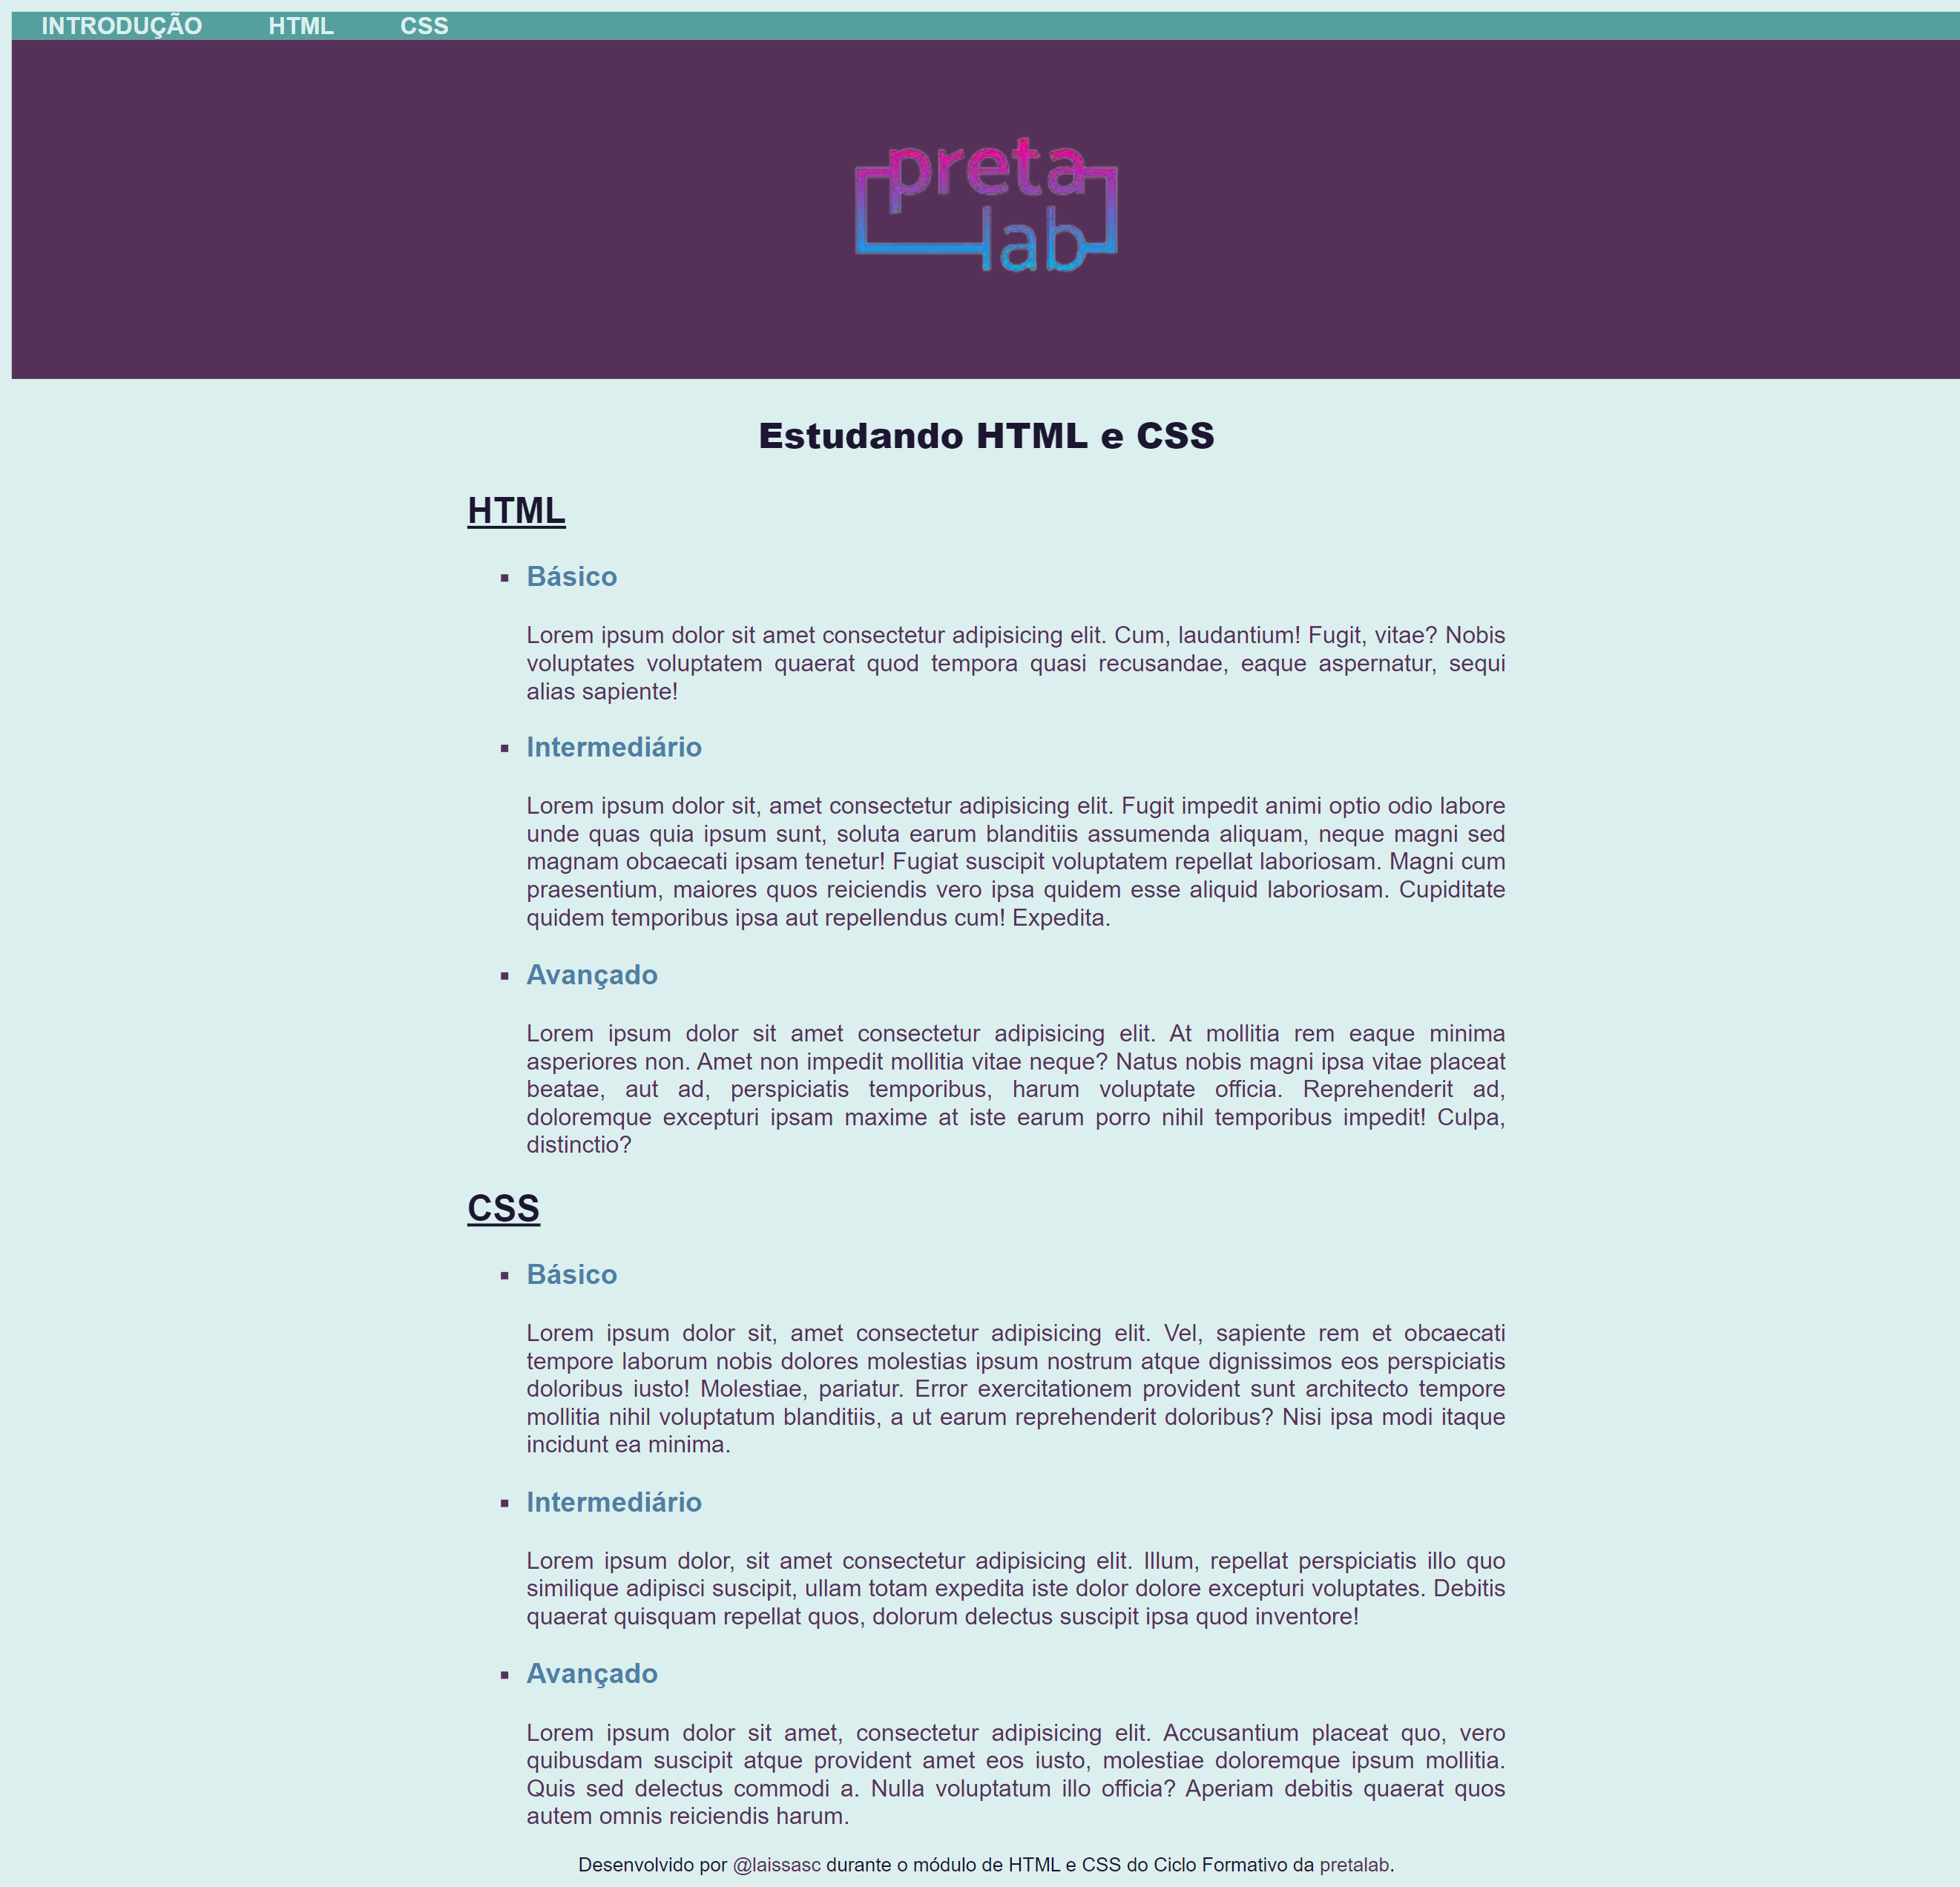 INTRODUÇÃO HTML CSS
preta
lab
Estudando HTML e CSS
HTML
▪ Básico
Lorem ipsum dolor sit amet consectetur adipisicing elit. Cum, laudantium! Fugit, vitae? Nobis
voluptates voluptatem quaerat quod tempora quasi recusandae, eaque aspernatur, sequi
alias sapiente!
▪ Intermediário
Lorem ipsum dolor sit, amet consectetur adipisicing elit. Fugit impedit animi optio odio labore
unde quas quia ipsum sunt, soluta earum blanditiis assumenda aliquam, neque magni sed
magnam obcaecati ipsam tenetur! Fugiat suscipit voluptatem repellat laboriosam. Magni cum
praesentium, maiores quos reiciendis vero ipsa quidem esse aliquid laboriosam. Cupiditate
quidem temporibus ipsa aut repellendus cum! Expedita.
▪ Avançado
Lorem ipsum dolor sit amet consectetur adipisicing elit. At mollitia rem eaque minima
asperiores non. Amet non impedit mollitia vitae neque? Natus nobis magni ipsa vitae placeat
beatae, aut ad, perspiciatis temporibus, harum voluptate officia. Reprehenderit ad,
doloremque excepturi ipsam maxime at iste earum porro nihil temporibus impedit! Culpa,
distinctio?
CSS
▪ Básico
Lorem ipsum dolor sit, amet consectetur adipisicing elit. Vel, sapiente rem et obcaecati
tempore laborum nobis dolores molestias ipsum nostrum atque dignissimos eos perspiciatis
doloribus iusto! Molestiae, pariatur. Error exercitationem provident sunt architecto tempore
mollitia nihil voluptatum blanditiis, a ut earum reprehenderit doloribus? Nisi ipsa modi itaque
incidunt ea minima.
▪ Intermediário
Lorem ipsum dolor, sit amet consectetur adipisicing elit. Illum, repellat perspiciatis illo quo
similique adipisci suscipit, ullam totam expedita iste dolor dolore excepturi voluptates. Debitis
quaerat quisquam repellat quos, dolorum delectus suscipit ipsa quod inventore!
▪ Avançado
Lorem ipsum dolor sit amet, consectetur adipisicing elit. Accusantium placeat quo, vero
quibusdam suscipit atque provident amet eos iusto, molestiae doloremque ipsum mollitia.
Quis sed delectus commodi a. Nulla voluptatum illo officia? Aperiam debitis quaerat quos
autem omnis reiciendis harum.
Desenvolvido por @laissasc durante o módulo de HTML e CSS do Ciclo Formativo da pretalab.